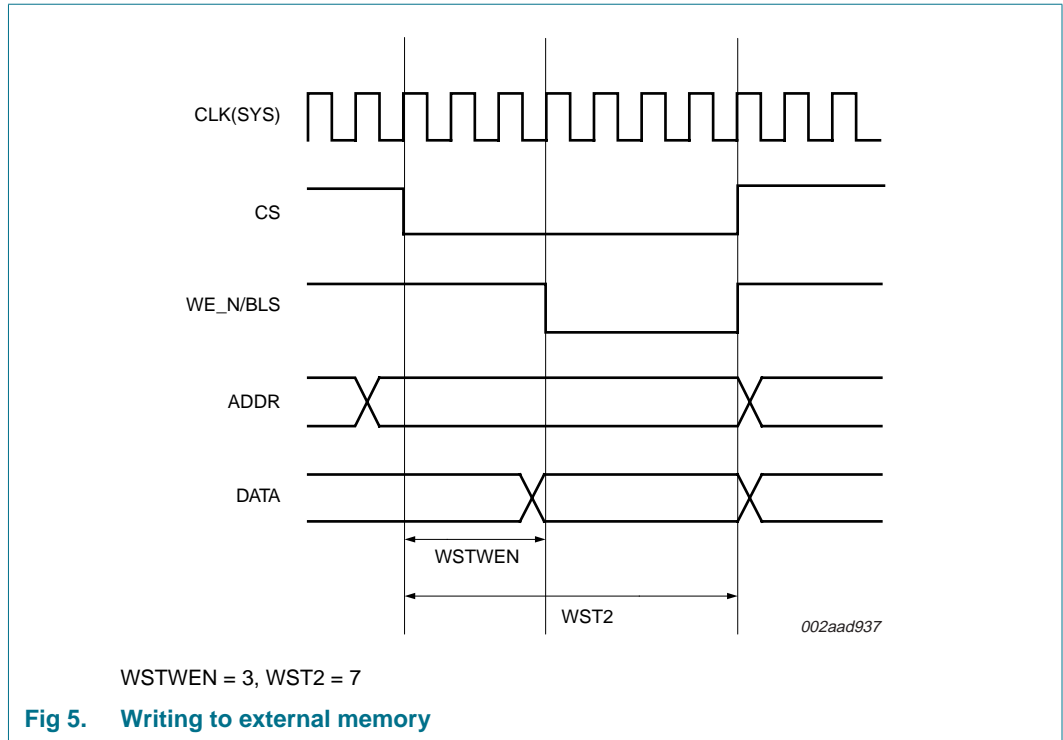 CLK(SYS)
CS
WE_N/BLS
ADDR
DATA
WSTWEN
WST2
002aad937
WSTWEN = 3, WST2 = 7
Fig 5. Writing to external memory